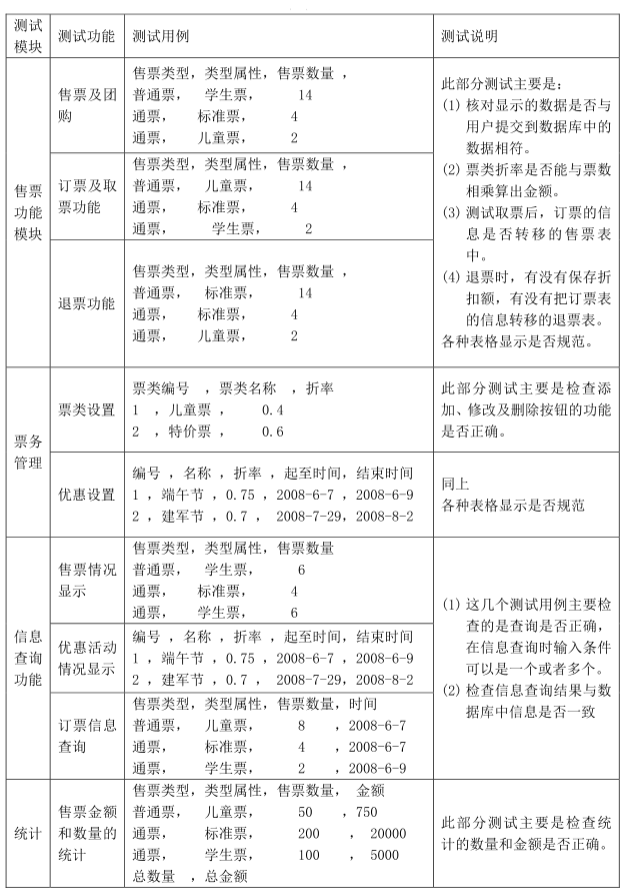 测试模块 测试功能 测试用例 测试说明
售票功能模块
售票及团购
售票类型，类型属性，售票数量，
普通票， 学生票， 14
通票， 标准票， 4
通票， 儿童票， 2
此部分测试主要是：
(1) 核对显示的数据是否与
用户提交到数据库中的
数据相符。
(2) 票类折率是否能与票数
相乘算出金额。
(3) 测试取票后，订票的信
息是否转移的售票表
中。
(4) 退票时，有没有保存折
扣额，有没有把订票表
的信息转移的退票表。
各种表格显示是否规范。
订票及取票功能
售票类型，类型属性，售票数量，
普通票， 儿童票， 14
通票， 标准票， 4
通票， 学生票， 2
退票功能
售票类型，类型属性，售票数量，
普通票， 标准票， 14
通票， 标准票， 4
通票， 儿童票， 2
票务管理
票类设置
票类编号 ，票类名称 ，折率
1 ，儿童票， 0.4
2 ，特价票， 0.6
此部分测试主要是检查添
加、修改及删除按钮的功能
是否正确。
优惠设置
编号，名称，折率，起至时间，结束时间
1，端午节，0.75，2008-6-7，2008-6-9
2，建军节，0.7， 2008-7-29，2008-8-2
同上
各种表格显示是否规范
信息查询功能
售票情况显示
售票类型，类型属性，售票数量
普通票， 学生票， 6
通票， 标准票， 4
通票， 学生票， 6
(1) 这几个测试用例主要检
查的是查询是否正确，
在信息查询时输入条件
可以是一个或者多个。
(2) 检查信息查询结果与数
据库中信息是否一致
优惠活动情况显示
编号，名称，折率，起至时间，结束时间
1，端午节，0.75，2008-6-7，2008-6-9
2，建军节，0.7， 2008-7-29，2008-8-2
订票信息查询
售票类型，类型属性，售票数量，时间
普通票， 儿童票， 8 ，2008-6-7
通票， 标准票， 4 ，2008-6-7
通票， 学生票， 2 ，2008-6-9
统计
售票金额和数量的统计
售票类型，类型属性，售票数量， 金额
普通票， 儿童票， 50 ，750
通票， 标准票， 200 ， 20000
通票， 学生票， 100 ， 5000
总数量 ，总金额
此部分测试主要是检查统
计的数量和金额是否正确。